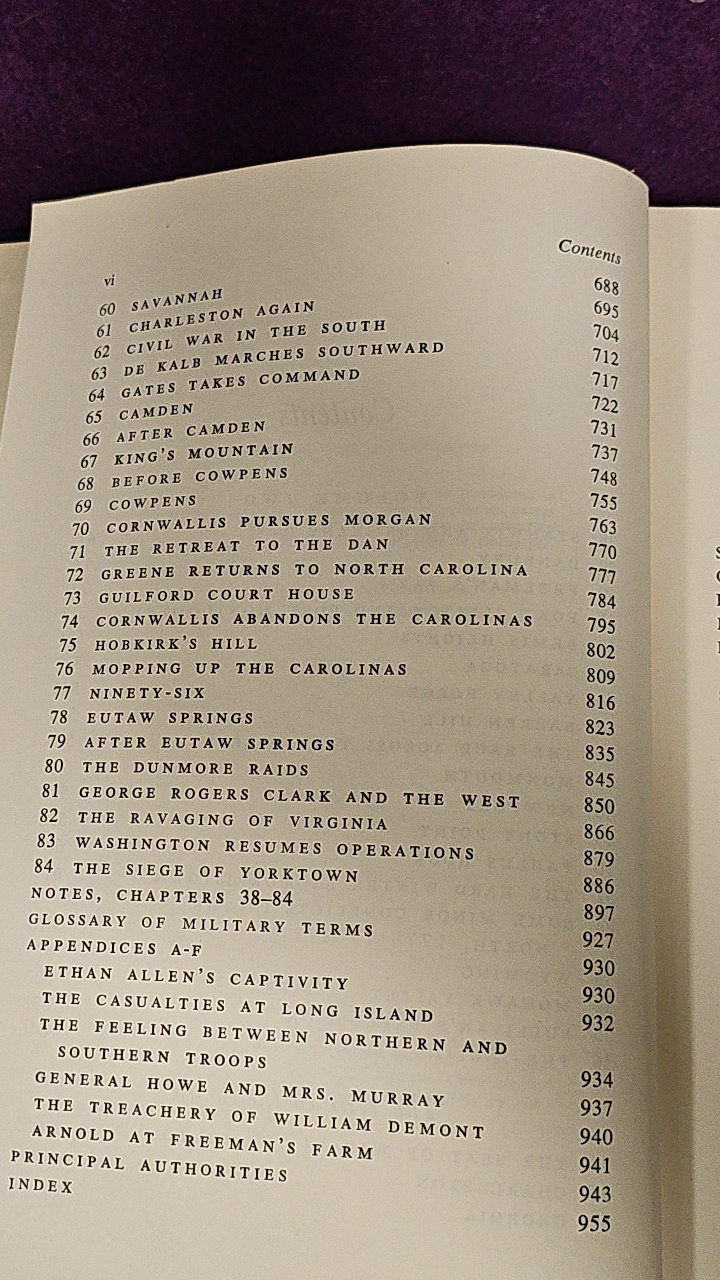 vi Contents
60 SAVANNAH 688
61 CHARLESTON AGAIN 695
62 CIVIL WAR IN THE SOUTH 704
63 DE KALB MARCHES SOUTHWARD 712
64 GATES TAKES COMMAND 717
65 CAMDEN 722
66 AFTER CAMDEN 731
67 KING'S MOUNTAIN 737
68 BEFORE COWPENS 748
69 COWPENS 755
70 CORNWALLIS PURSUES MORGAN 763
71 THE RETREAT TO THE DAN 770
72 GREENE RETURNS TO NORTH CAROLINA 777
73 GUILFORD COURT HOUSE 784
74 CORNWALLIS ABANDONS THE CAROLINAS 795
75 HOBKIRK'S HILL 802
76 MOPPING UP THE CAROLINAS 809
77 NINETY-SIX 816
78 EUTAW SPRINGS 823
79 AFTER EUTAW SPRINGS 835
80 THE DUNMORE RAIDS 845
81 GEORGE ROGERS CLARK AND THE WEST 850
82 THE RAVAGING OF VIRGINIA 866
83 WASHINGTON RESUMES OPERATIONS 879
84 THE SIEGE OF YORKTOWN 886
NOTES, CHAPTERS 38–84 897
GLOSSARY OF MILITARY TERMS 927
APPENDICES A-F 930
ETHAN ALLEN'S CAPTIVITY 930
THE CASUALTIES AT LONG ISLAND 932
THE FEELING BETWEEN NORTHERN AND
SOUTHERN TROOPS 934
GENERAL HOWE AND MRS. MURRAY 937
THE TREACHERY OF WILLIAM DEMONT 940
ARNOLD AT FREEMAN'S FARM 941
PRINCIPAL AUTHORITIES 943
INDEX 955